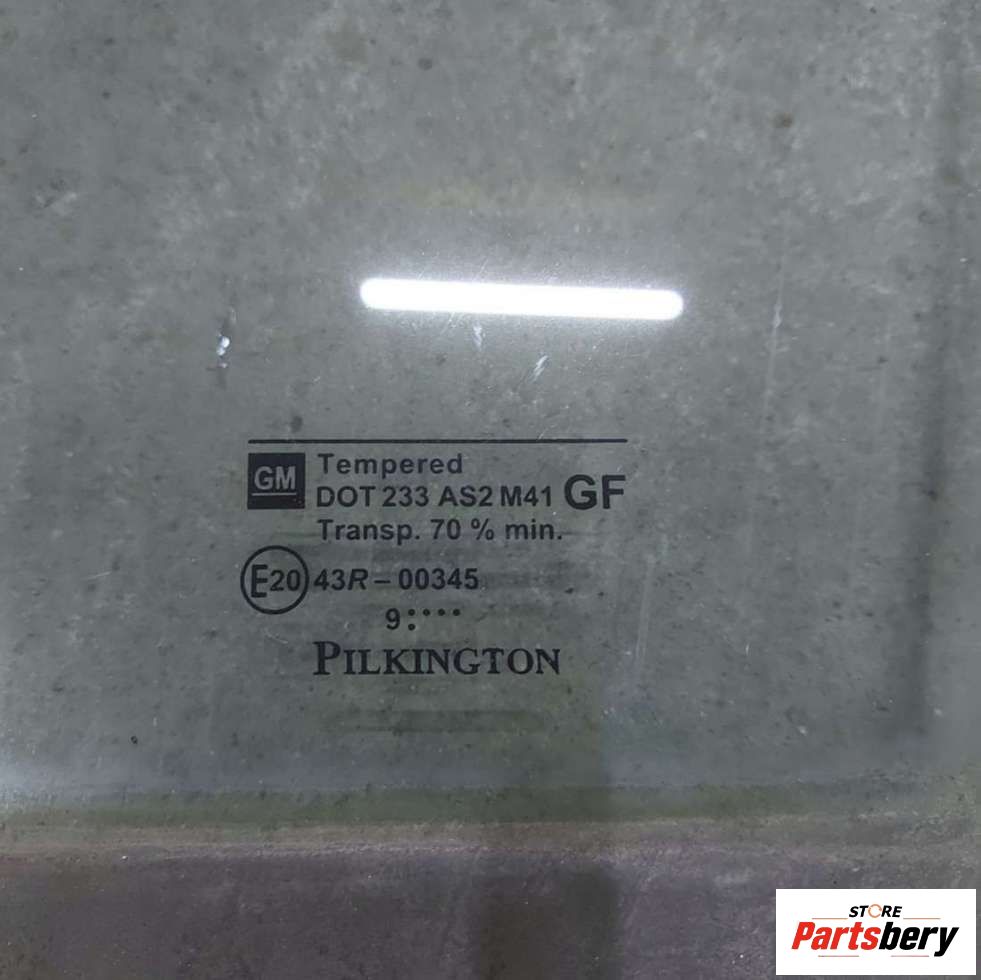 GM
Tempered
DOT 233 AS2 M41 GF
Transp. 70 % min.
E20 43R-00345
9:····
PILKINGTON
STORE
Partsbery